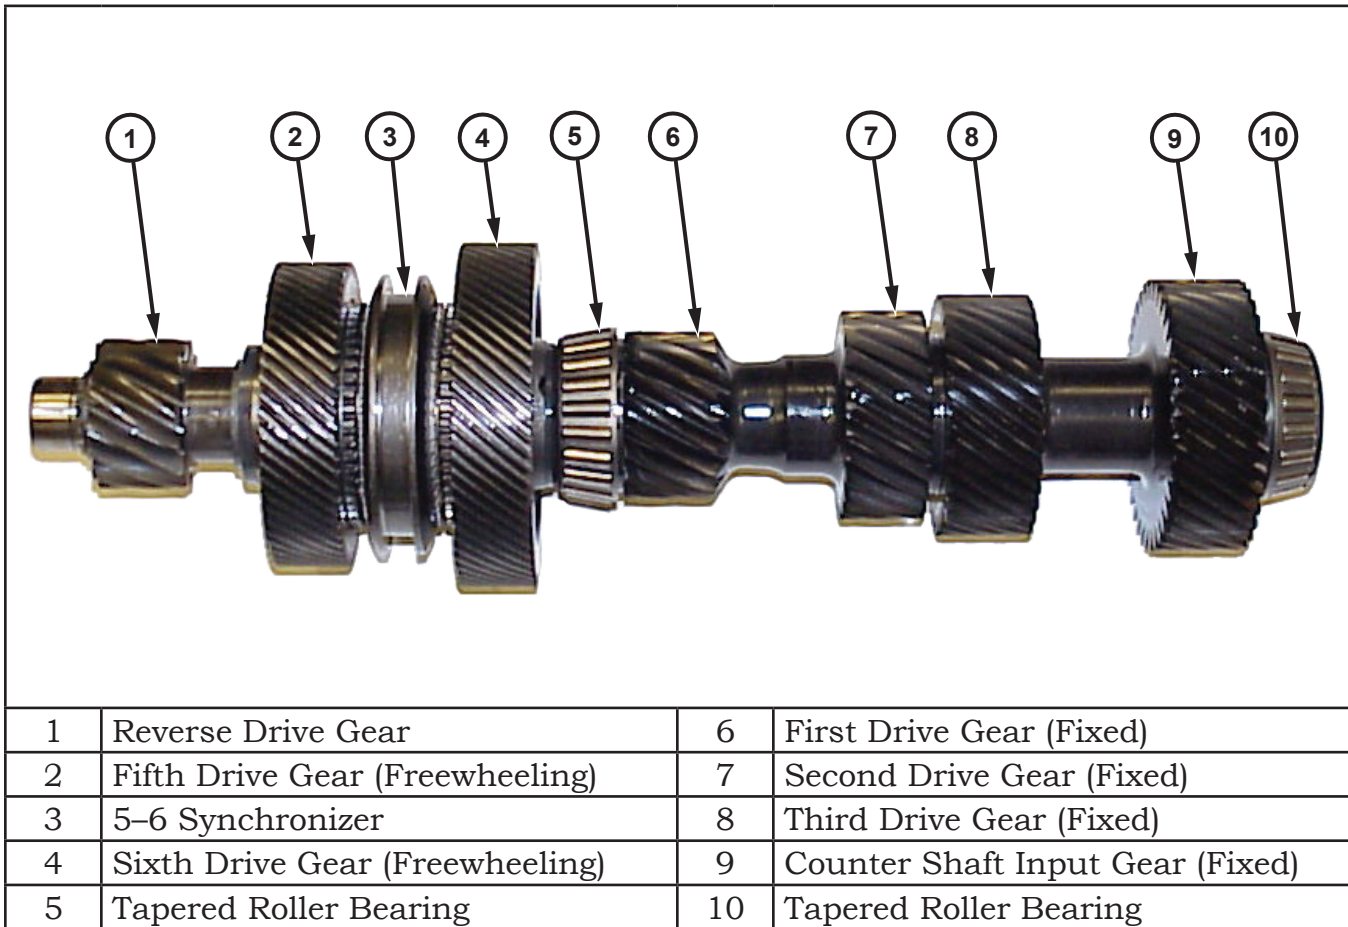 1 2 3 4 5 6 7 8 9 10
1 Reverse Drive Gear 6 First Drive Gear (Fixed)
2 Fifth Drive Gear (Freewheeling) 7 Second Drive Gear (Fixed)
3 5–6 Synchronizer 8 Third Drive Gear (Fixed)
4 Sixth Drive Gear (Freewheeling) 9 Counter Shaft Input Gear (Fixed)
5 Tapered Roller Bearing 10 Tapered Roller Bearing